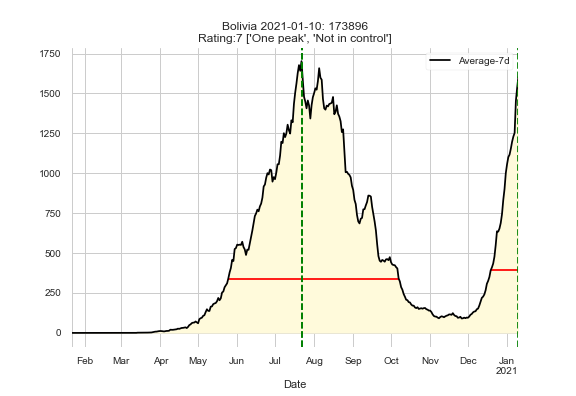 Bolivia 2021-01-10: 173896
Rating:7 ['One peak', 'Not in control']
Average-7d
1750
1500
1250
1000
750
500
250
0
Feb Mar Apr May Jun Jul Aug Sep Oct Nov Dec Jan
2021
Date